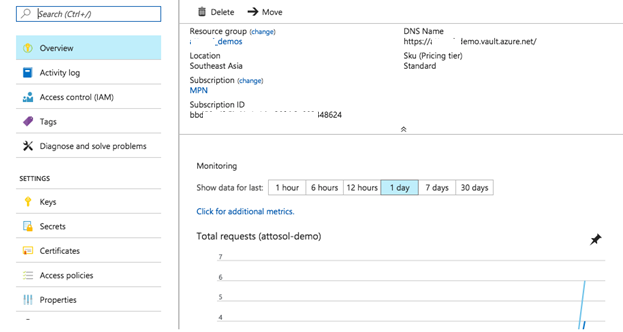 Search (Ctrl+/)
Overview
Activity log
Access control (IAM)
Tags
Diagnose and solve problems
SETTINGS
Keys
Secrets
Certificates
Access policies
Properties
Delete Move
Resource group (change)
_demos
Location
Southeast Asia
Subscription (change)
MPN
Subscription ID
bbd 48624
DNS Name
https:// demo.vault.azure.net/
Sku (Pricing tier)
Standard
Monitoring
Show data for last: 1 hour 6 hours 12 hours 1 day 7 days 30 days
Click for additional metrics.
Total requests (attosol-demo)
7
6
5
4